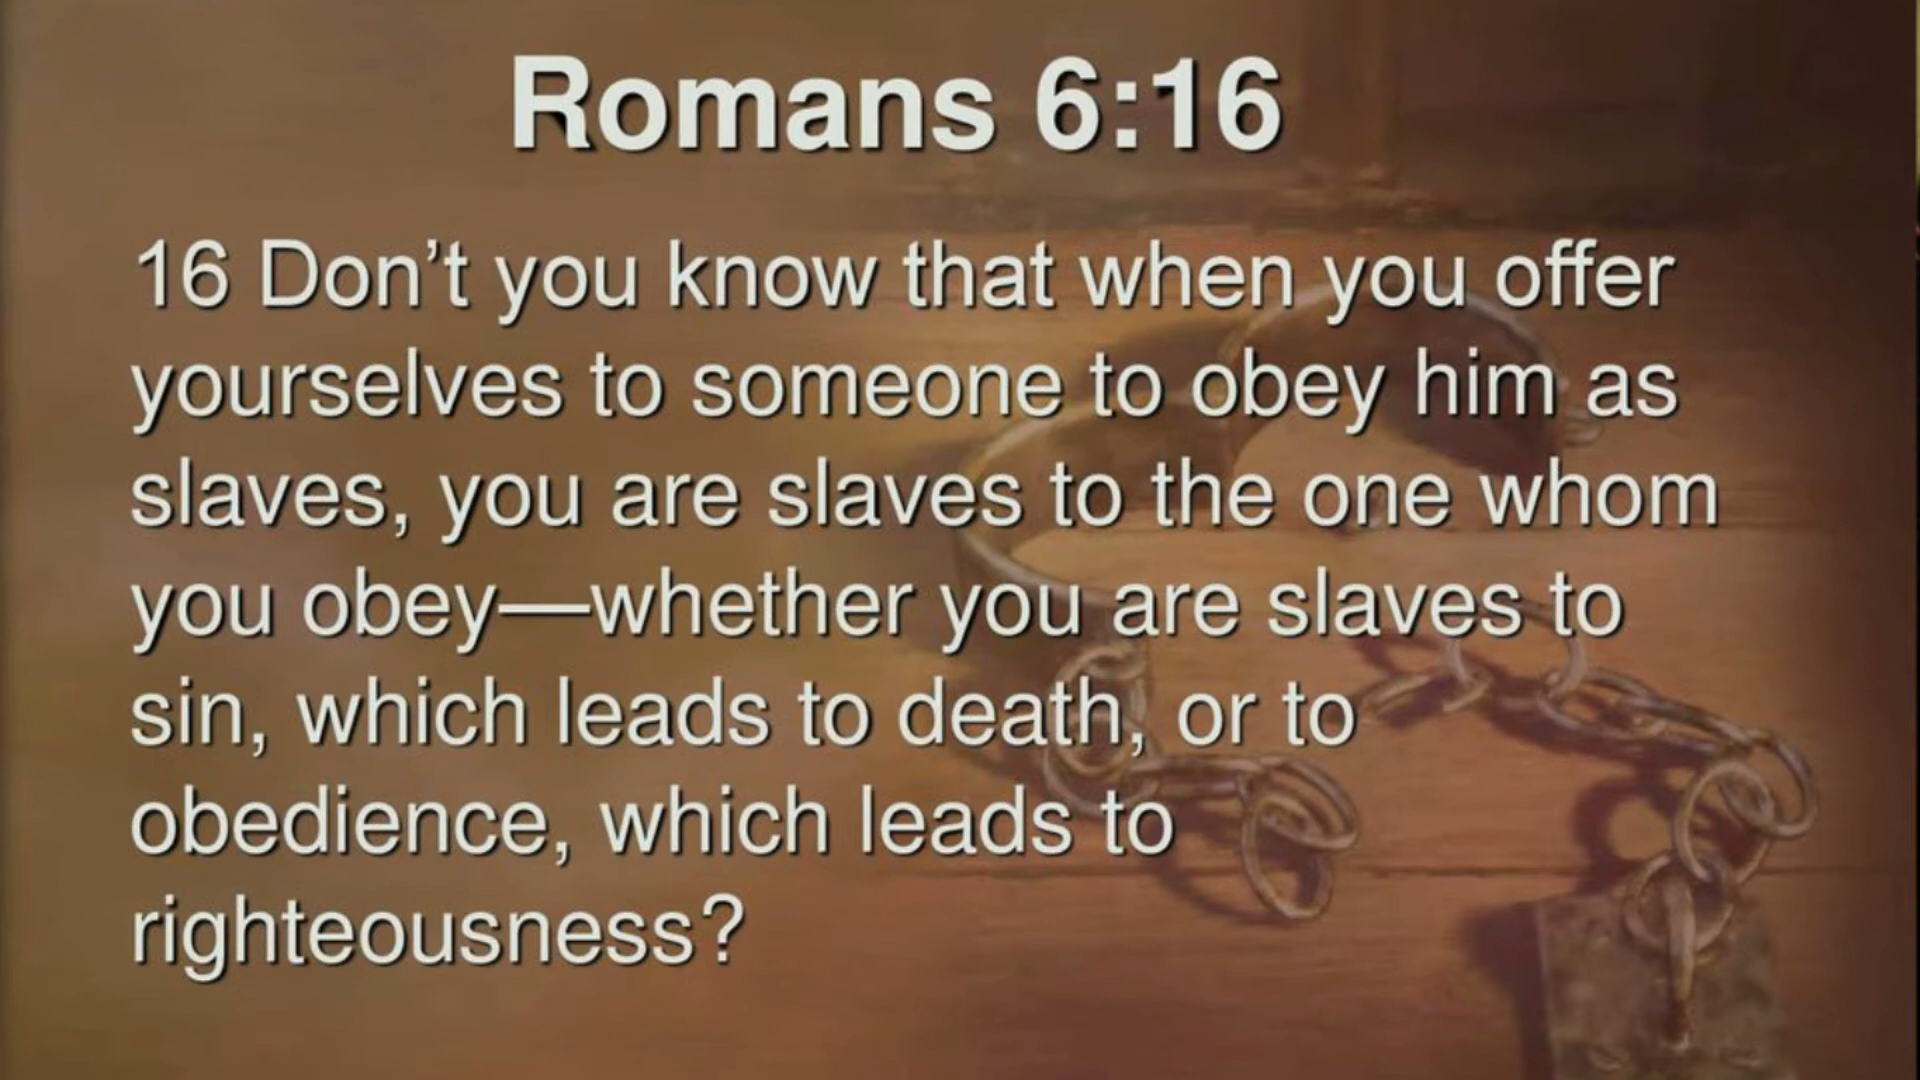 Romans 6:16
16 Don’t you know that when you offer
yourselves to someone to obey him as
slaves, you are slaves to the one whom
you obey—whether you are slaves to
sin, which leads to death, or to
obedience, which leads to
righteousness?